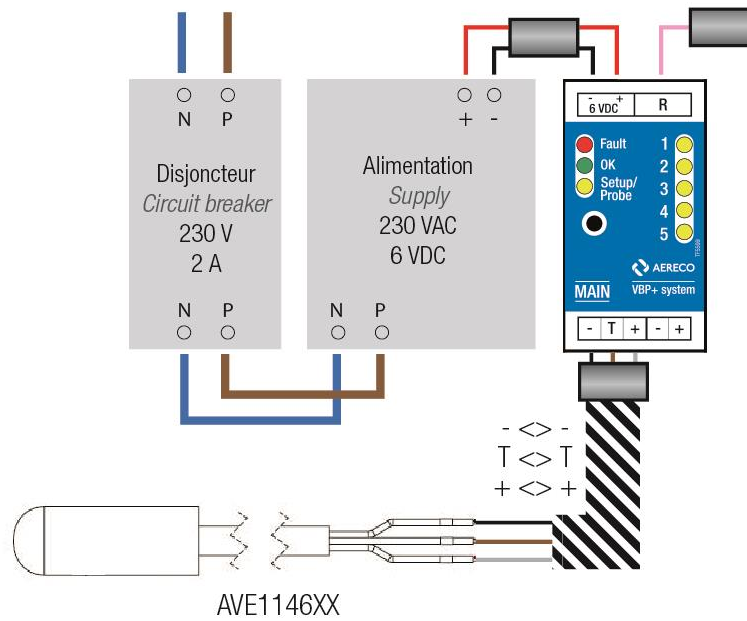 N P
Disjoncteur
Circuit breaker
230 V
2 A
N P
+ -
Alimentation
Supply
230 VAC
6 VDC
N P
- +
6 VDC
R
Fault
OK
Setup/
Probe
1
2
3
4
5
TF5569
AERECO
MAIN
VBP+ system
- T + - +
- <> -
T <> T
+ <> +
AVE1146XX